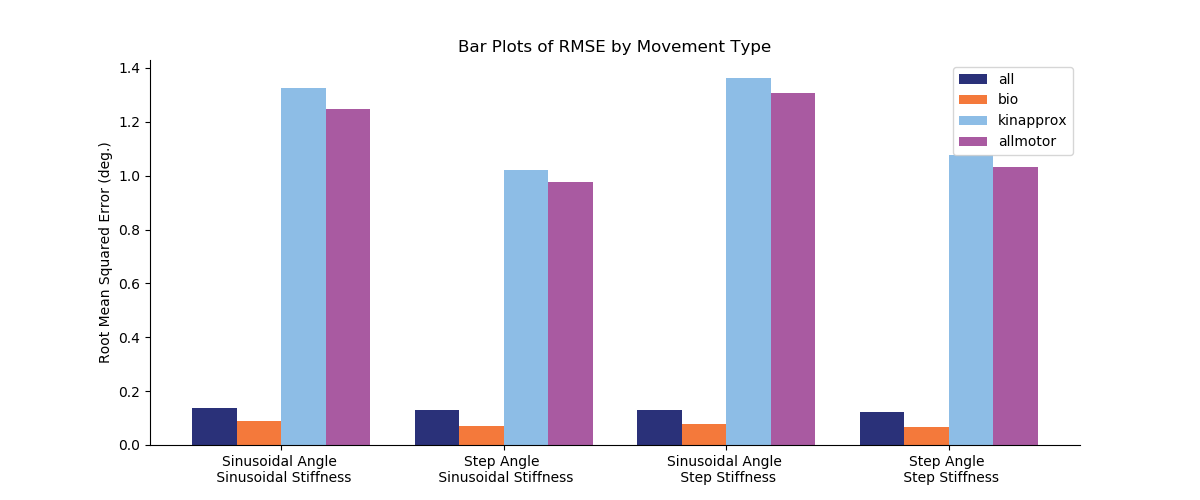 Bar Plots of RMSE by Movement Type
Root Mean Squared Error (deg.)
1.4
1.2
1.0
0.8
0.6
0.4
0.2
0.0
all
bio
kinapprox
allmotor
Sinusoidal Angle
Sinusoidal Stiffness
Step Angle
Sinusoidal Stiffness
Sinusoidal Angle
Step Stiffness
Step Angle
Step Stiffness